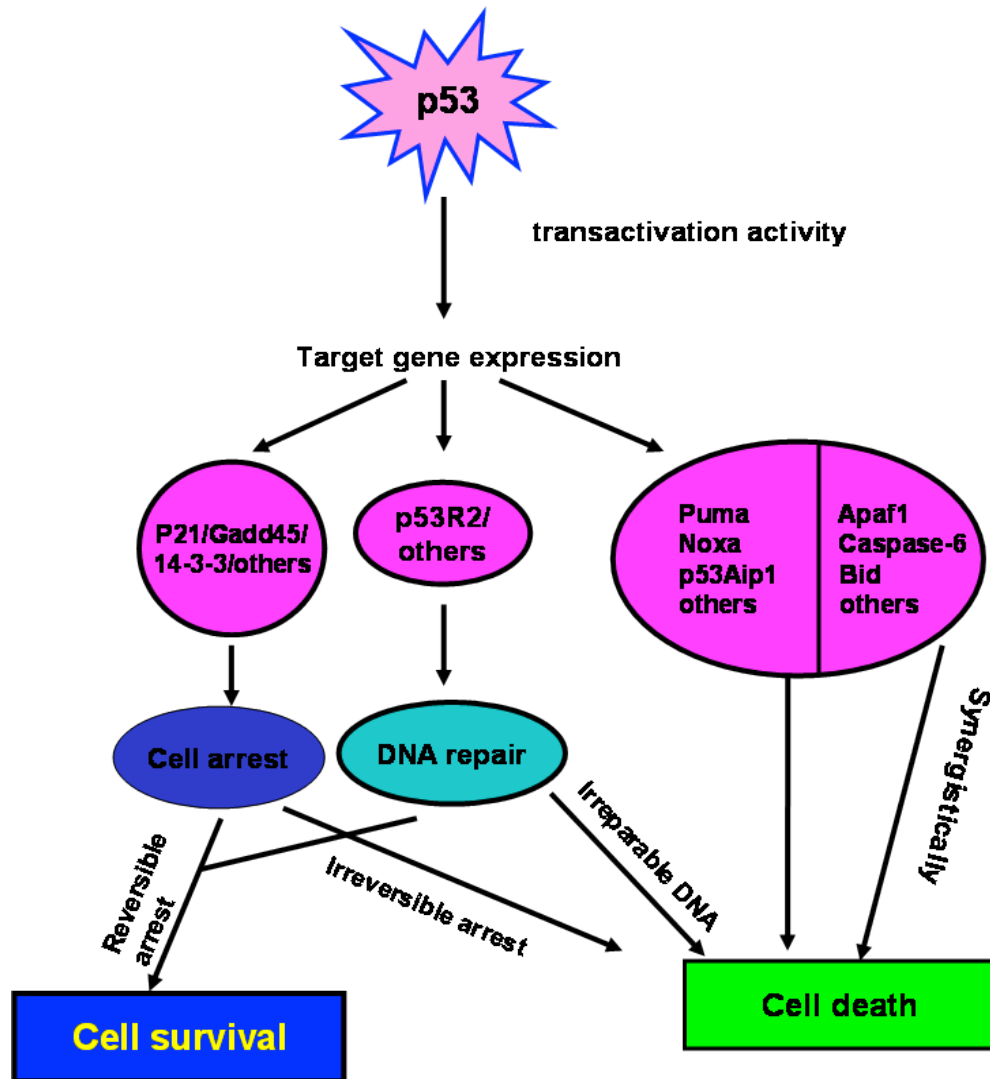 p53
transactivation activity
Target gene expression
P21/Gadd45/
14-3-3/others
p53R2/
others
Puma
Noxa
p53Aip1
others
Apaf1
Caspase-6
Bid
others
Cell arrest
DNA repair
Reversible
arrest
Irreversible arrest
Irreparable DNA
Synergistically
Cell survival
Cell death